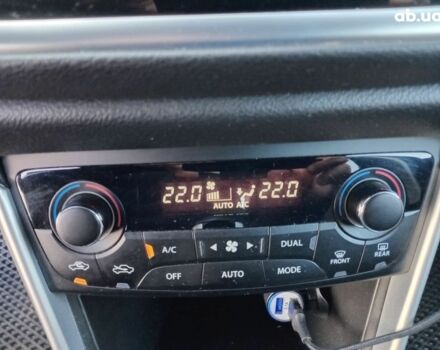 ab.ua
22.0 22.0
AUTO A/C
A/C DUAL
FRONT REAR
OFF AUTO MODE